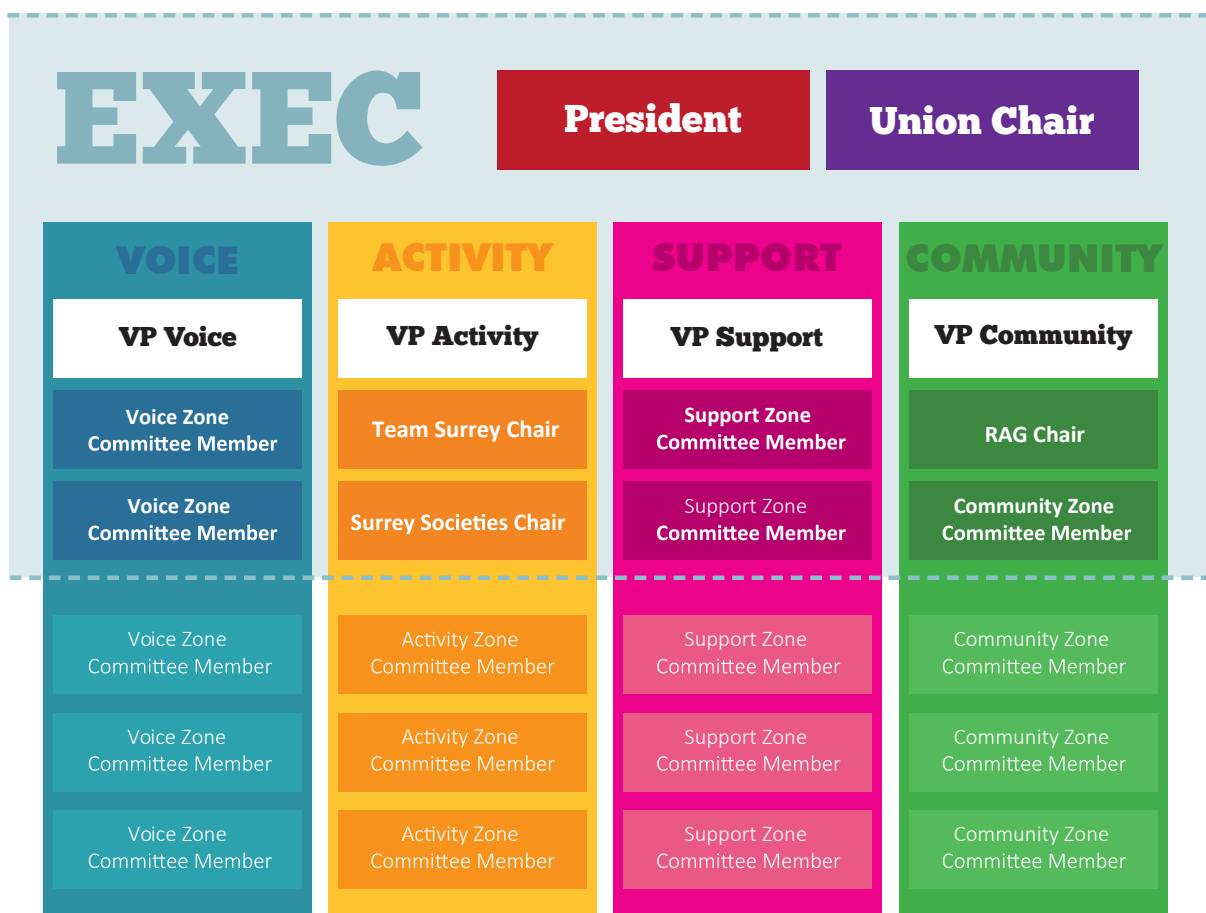 EXEC
President
Union Chair
VOICE
ACTIVITY
SUPPORT
COMMUNITY
VP Voice
VP Activity
VP Support
VP Community
Voice Zone
Committee Member
Team Surrey Chair
Support Zone
Committee Member
RAG Chair
Voice Zone
Committee Member
Surrey Societies Chair
Support Zone
Committee Member
Community Zone
Committee Member
Voice Zone
Committee Member
Activity Zone
Committee Member
Support Zone
Committee Member
Community Zone
Committee Member
Voice Zone
Committee Member
Activity Zone
Committee Member
Support Zone
Committee Member
Community Zone
Committee Member
Voice Zone
Committee Member
Activity Zone
Committee Member
Support Zone
Committee Member
Community Zone
Committee Member